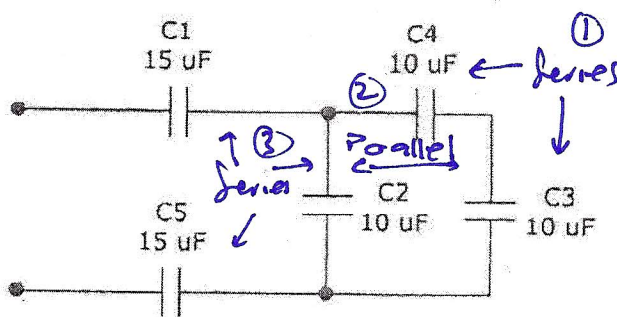 C1
15 uF
C4
10 uF
①
Series
②
Parallel
③
Series
C2
10 uF
C3
10 uF
C5
15 uF